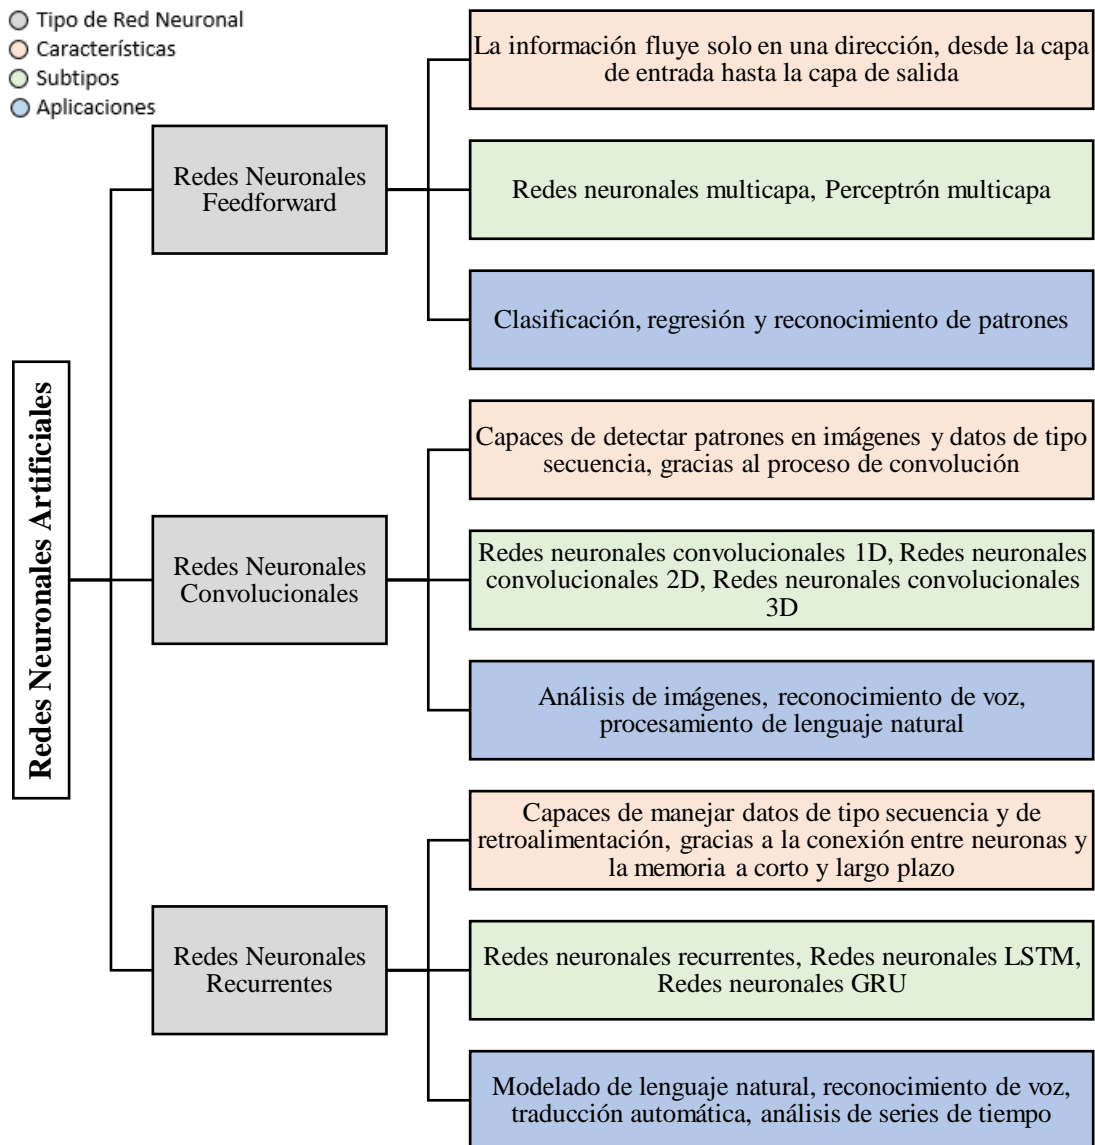 Tipo de Red Neuronal
Características
Subtipos
Aplicaciones
La información fluye solo en una dirección, desde la capa
de entrada hasta la capa de salida
Redes Neuronales
Feedforward
Redes neuronales multicapa, Perceptrón multicapa
Clasificación, regresión y reconocimiento de patrones
Redes Neuronales Artificiales
Capaces de detectar patrones en imágenes y datos de tipo
secuencia, gracias al proceso de convolución
Redes Neuronales
Convolucionales
Redes neuronales convolucionales 1D, Redes neuronales
convolucionales 2D, Redes neuronales convolucionales
3D
Análisis de imágenes, reconocimiento de voz,
procesamiento de lenguaje natural
Capaces de manejar datos de tipo secuencia y de
retroalimentación, gracias a la conexión entre neuronas y
la memoria a corto y largo plazo
Redes Neuronales
Recurrentes
Redes neuronales recurrentes, Redes neuronales LSTM,
Redes neuronales GRU
Modelado de lenguaje natural, reconocimiento de voz,
traducción automática, análisis de series de tiempo